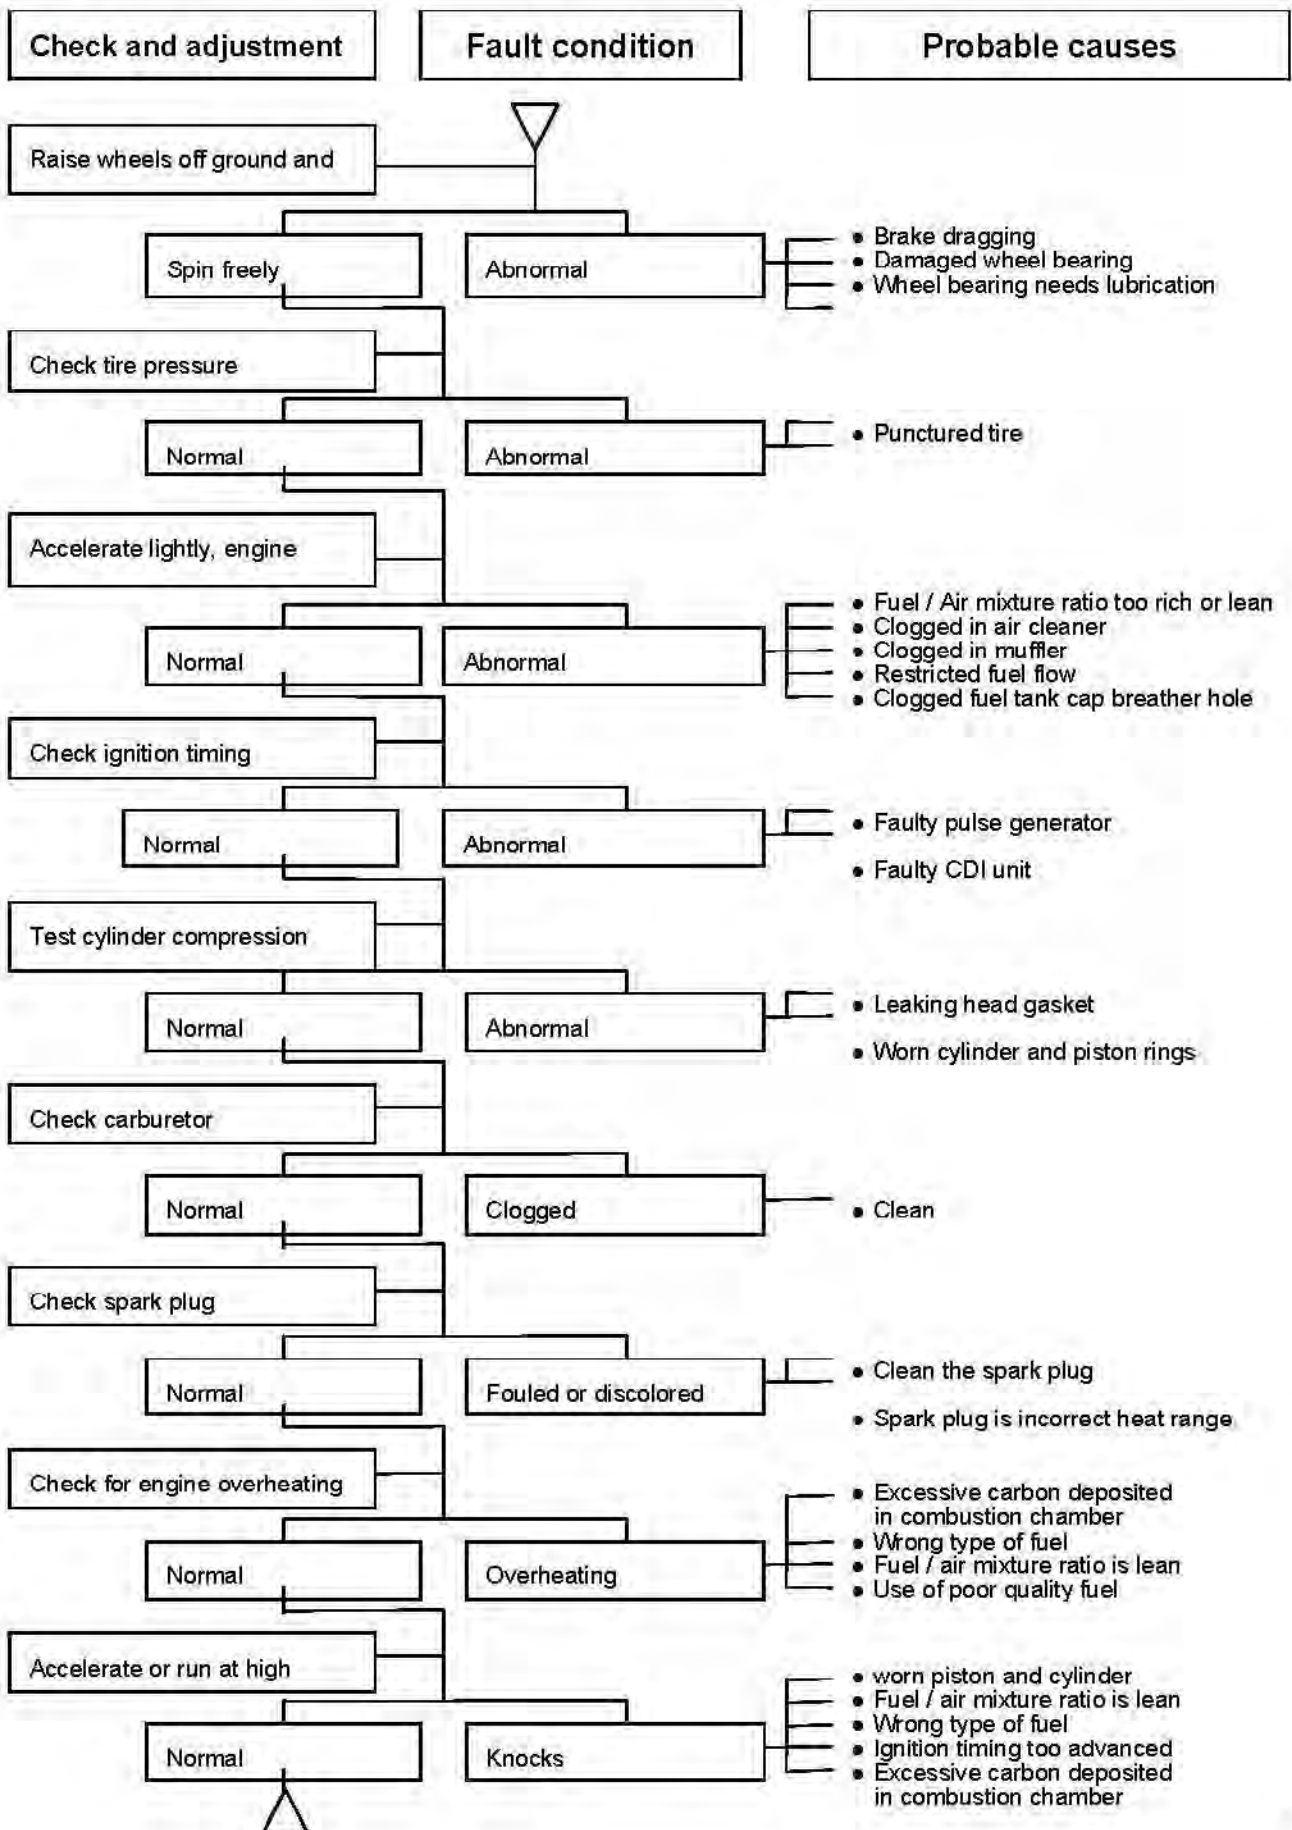 Check and adjustment
Fault condition
Probable causes
Raise wheels off ground and
Spin freely
Abnormal
• Brake dragging
• Damaged wheel bearing
• Wheel bearing needs lubrication
Check tire pressure
Normal
Abnormal
• Punctured tire
Accelerate lightly, engine
Normal
Abnormal
• Fuel / Air mixture ratio too rich or lean
• Clogged in air cleaner
• Clogged in muffler
• Restricted fuel flow
• Clogged fuel tank cap breather hole
Check ignition timing
Normal
Abnormal
• Faulty pulse generator
• Faulty CDI unit
Test cylinder compression
Normal
Abnormal
• Leaking head gasket
• Worn cylinder and piston rings
Check carburetor
Normal
Clogged
• Clean
Check spark plug
Normal
Fouled or discolored
• Clean the spark plug
• Spark plug is incorrect heat range
Check for engine overheating
Normal
Overheating
• Excessive carbon deposited
in combustion chamber
• Wrong type of fuel
• Fuel / air mixture ratio is lean
• Use of poor quality fuel
Accelerate or run at high
Normal
Knocks
• worn piston and cylinder
• Fuel / air mixture ratio is lean
• Wrong type of fuel
• Ignition timing too advanced
• Excessive carbon deposited
in combustion chamber